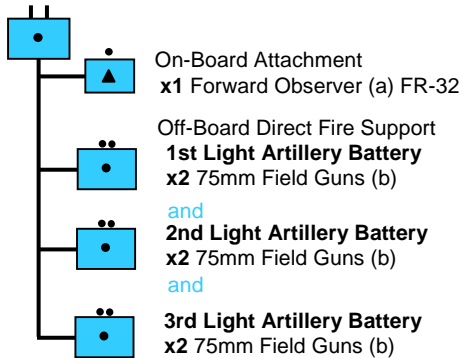 On-Board Attachment
x1 Forward Observer (a) FR-32
Off-Board Direct Fire Support
1st Light Artillery Battery
x2 75mm Field Guns (b)
and
2nd Light Artillery Battery
x2 75mm Field Guns (b)
and
3rd Light Artillery Battery
x2 75mm Field Guns (b)